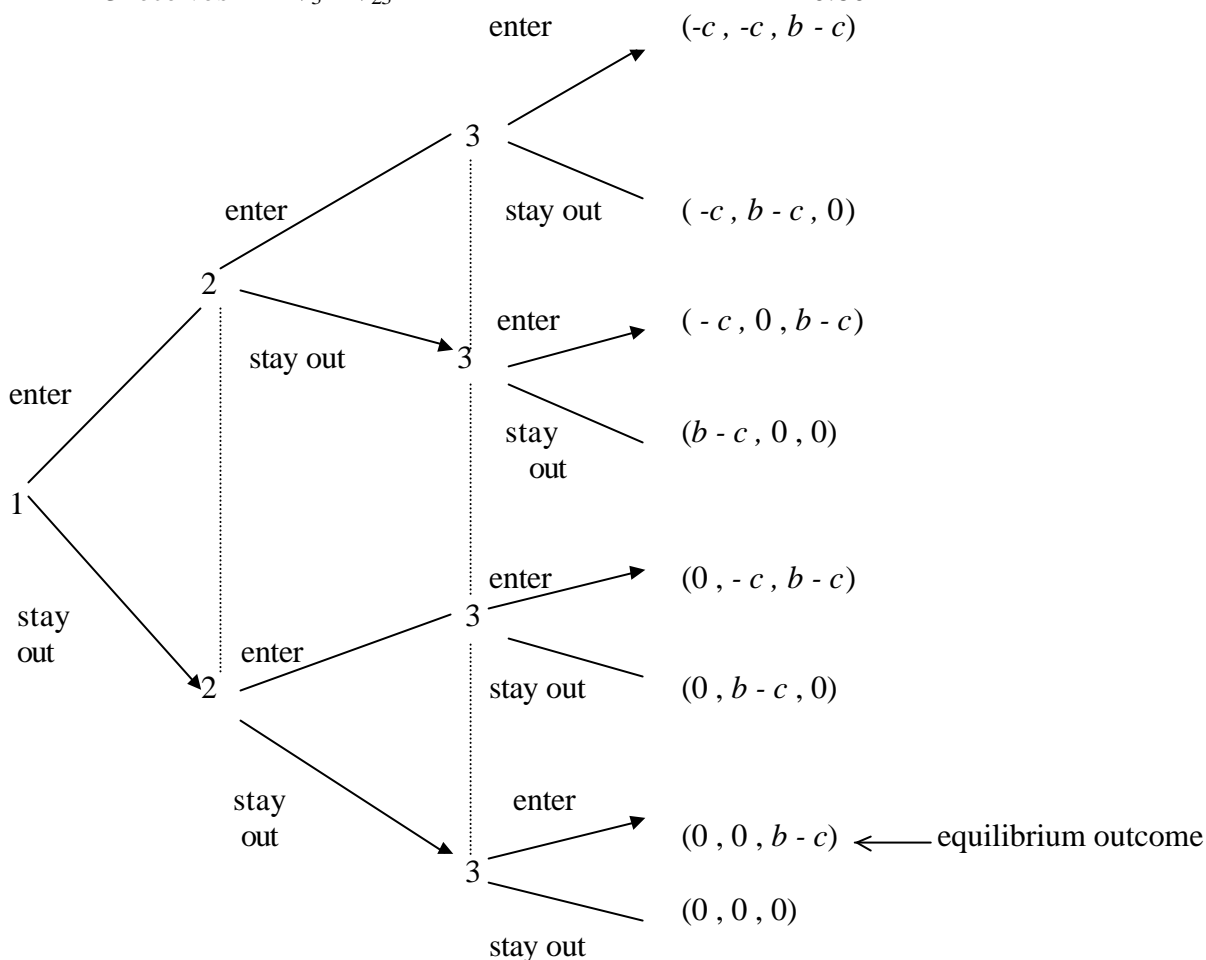 enter (-c , -c , b - c)
3
enter stay out ( -c , b - c , 0)
2
enter ( - c , 0 , b - c)
stay out 3
enter
stay (b - c , 0 , 0)
out
1
enter (0 , - c , b - c)
stay 3
out enter
2 stay out (0 , b - c , 0)
stay enter
out (0 , 0 , b - c) equilibrium outcome
3
(0 , 0 , 0)
stay out